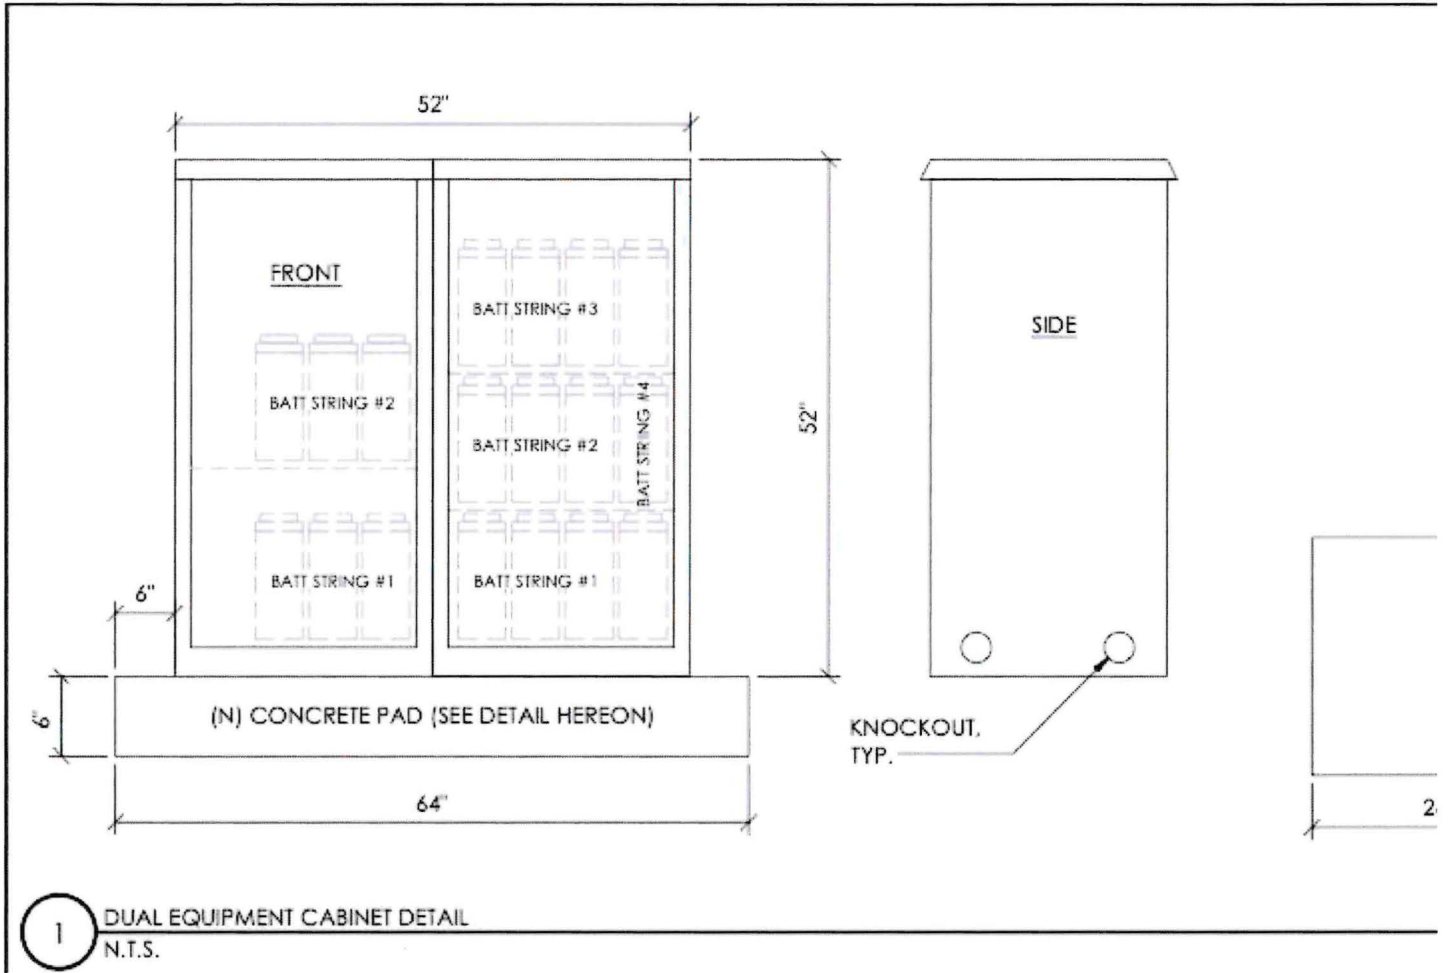 52"
FRONT
BATT STRING #3
SIDE
BATT STRING #2
BATT STRING #4
52"
BATT STRING #2
BATT STRING #1
BATT STRING #1
6"
6"
(N) CONCRETE PAD (SEE DETAIL HEREON)
KNOCKOUT,
TYP.
64"
1
DUAL EQUIPMENT CABINET DETAIL
N.T.S.